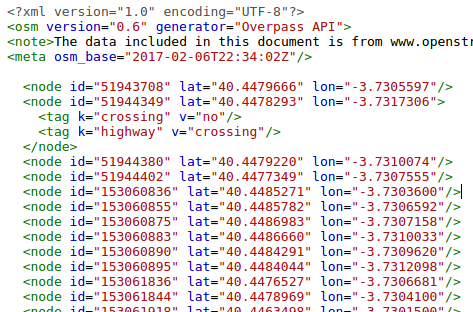 <?xml version="1.0" encoding="UTF-8"?>
<osm version="0.6" generator="Overpass API">
<note>The data included in this document is from www.openstr
<meta osm_base="2017-02-06T22:34:02Z"/>
<node id="51943708" lat="40.4479666" lon="-3.7305597"/>
<node id="51944349" lat="40.4478293" lon="-3.7317306">
<tag k="crossing" v="no"/>
<tag k="highway" v="crossing"/>
</node>
<node id="51944380" lat="40.4479220" lon="-3.7310074"/>
<node id="51944402" lat="40.4477349" lon="-3.7307555"/>
<node id="153060836" lat="40.4485271" lon="-3.7303600"/>
<node id="153060855" lat="40.4485782" lon="-3.7306592"/>
<node id="153060875" lat="40.4486983" lon="-3.7307158"/>
<node id="153060883" lat="40.4486660" lon="-3.7310033"/>
<node id="153060890" lat="40.4484291" lon="-3.7309620"/>
<node id="153060895" lat="40.4484044" lon="-3.7312098"/>
<node id="153061836" lat="40.4476527" lon="-3.7306681"/>
<node id="153061844" lat="40.4478969" lon="-3.7304100"/>
<node id="153061918" lat="40.4463498" lon="-3.7301500"/>